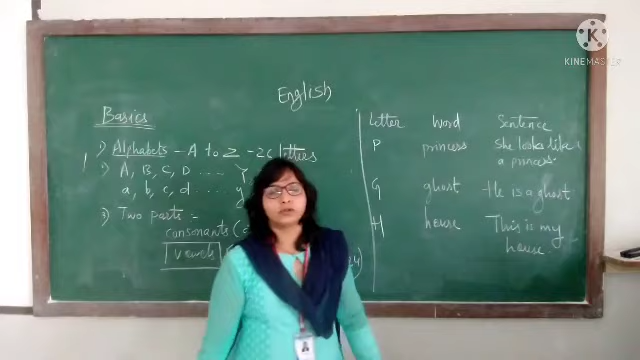 English
Basics
1) Alphabets - A to Z - 26 letters
2) A, B, C, D .... Y
a, b, c, d .... y
3) Two parts -
consonants (
vowels
Letter word Sentence
P princess She looks like
a princess.
G ghost He is a ghost
H house This is my
house.
K
KINEMASTER